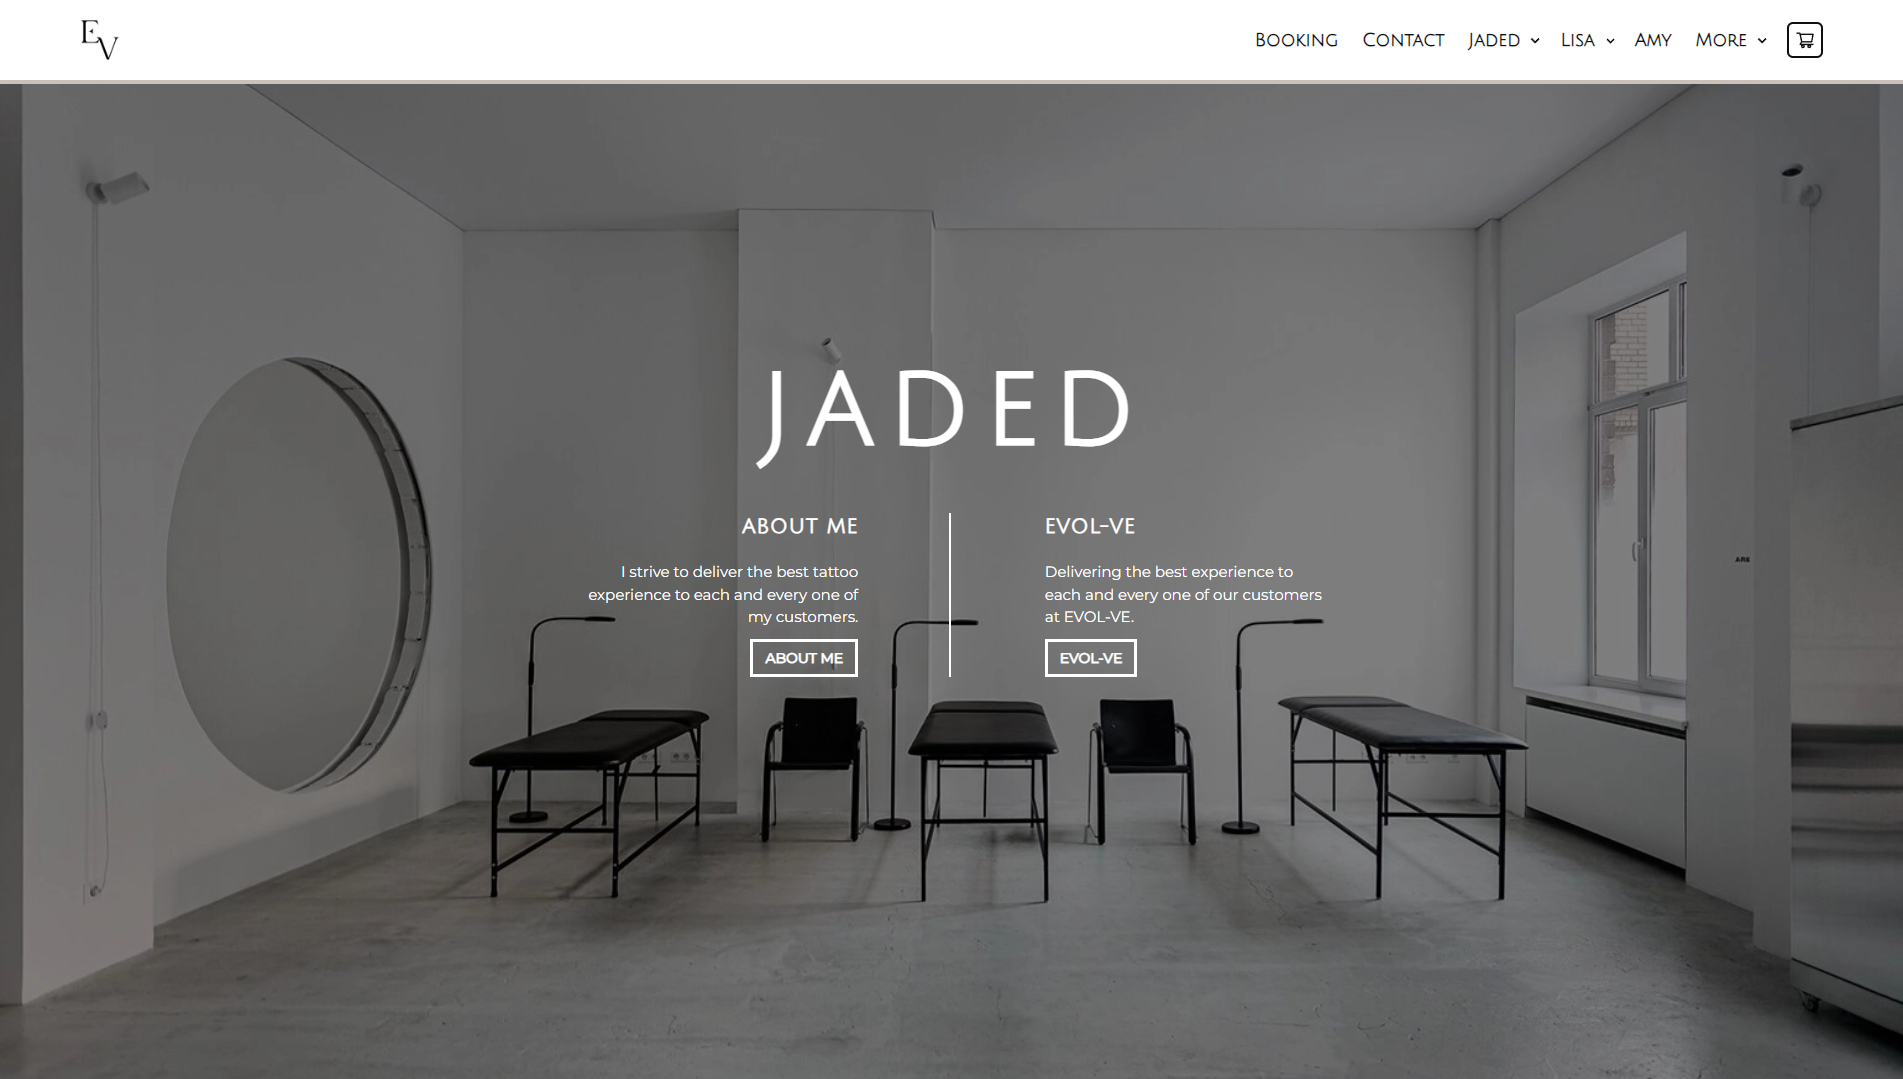 EV
BOOKING
CONTACT
JADED
LISA
AMY
MORE
JADED
ABOUT ME
I strive to deliver the best tattoo
experience to each and every one of
my customers.
ABOUT ME
EVOL-VE
Delivering the best experience to
each and every one of our customers
at EVOL-VE.
EVOL-VE
ARE